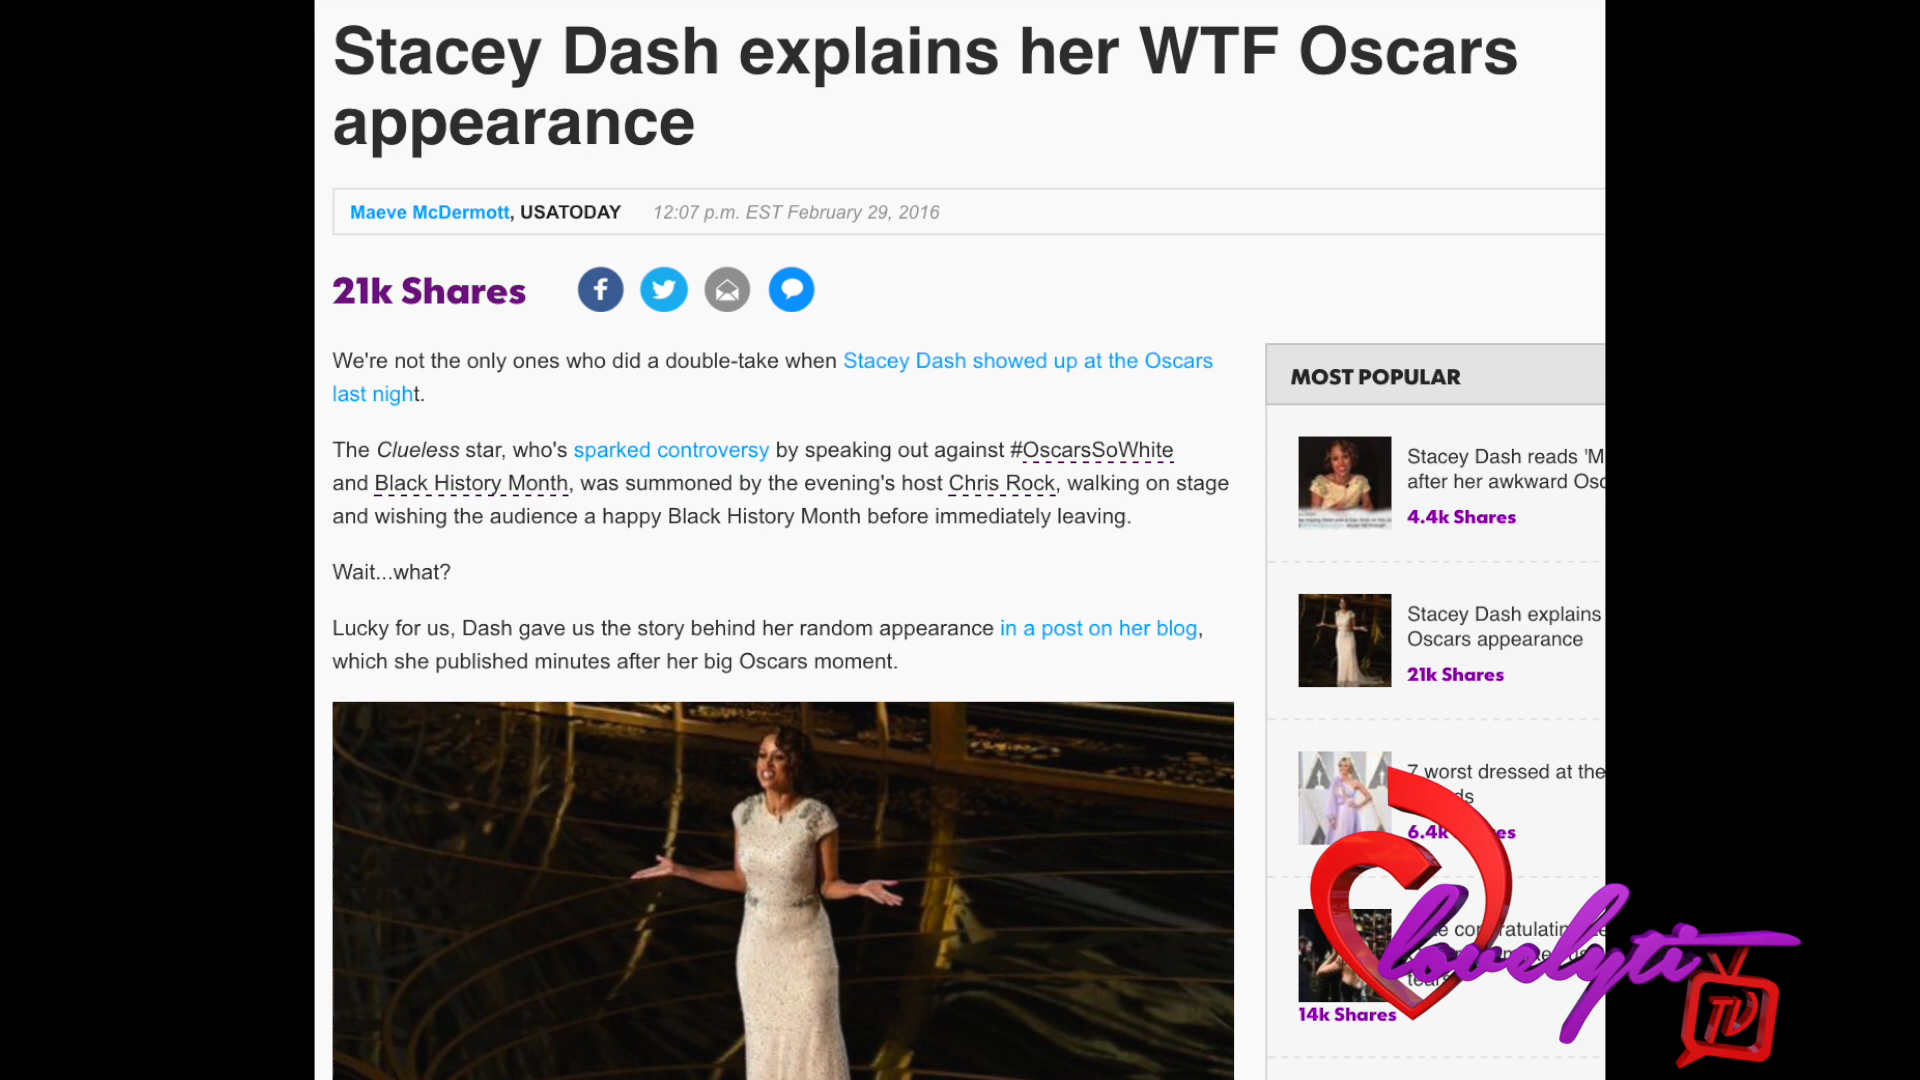 Stacey Dash explains her WTF Oscars
appearance
Maeve McDermott, USATODAY 12:07 p.m. EST February 29, 2016
21k Shares
We're not the only ones who did a double-take when Stacey Dash showed up at the Oscars
last night.
The Clueless star, who's sparked controversy by speaking out against #OscarsSoWhite
and Black History Month, was summoned by the evening's host Chris Rock, walking on stage
and wishing the audience a happy Black History Month before immediately leaving.
Wait...what?
Lucky for us, Dash gave us the story behind her random appearance in a post on her blog,
which she published minutes after her big Oscars moment.
MOST POPULAR
Stacey Dash reads 'M
after her awkward Osc
4.4k Shares
Stacey Dash explains
Oscars appearance
21k Shares
7 worst dressed at the
6.4k
14k Shares
lovelyti
TV